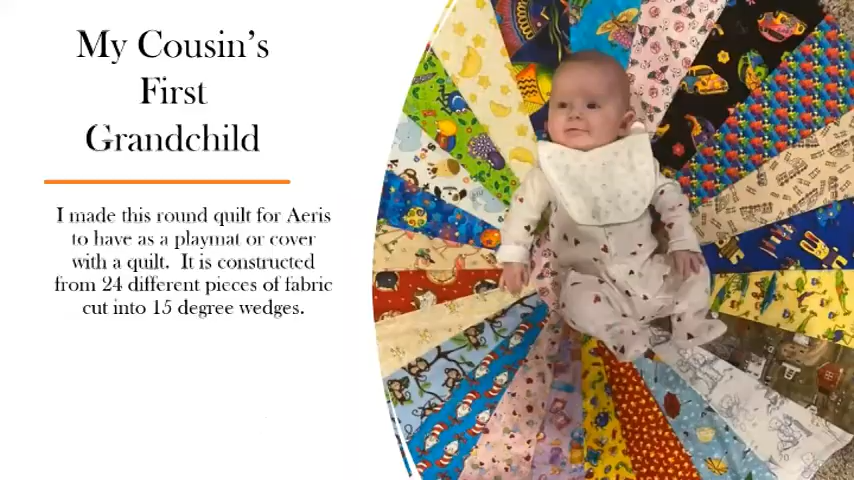 My Cousin's
First
Grandchild
I made this round quilt for Aeris
to have as a playmat or cover
with a quilt. It is constructed
from 24 different pieces of fabric
cut into 15 degree wedges.